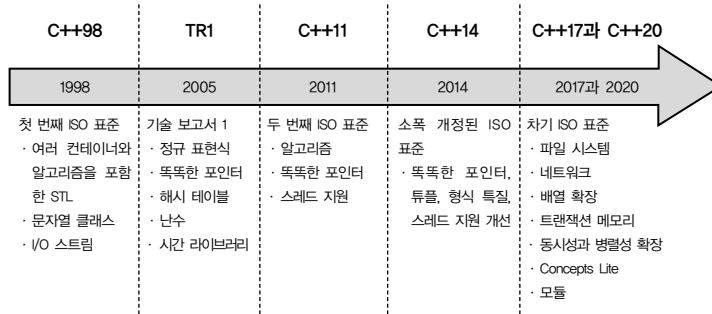 C++98
TR1
C++11
C++14
C++17과 C++20
1998
2005
2011
2014
2017과 2020
첫 번째 ISO 표준
· 여러 컨테이너와
알고리즘을 포함
한 STL
· 문자열 클래스
· I/O 스트림
기술 보고서 1
· 정규 표현식
· 똑똑한 포인터
· 해시 테이블
· 난수
· 시간 라이브러리
두 번째 ISO 표준
· 알고리즘
· 똑똑한 포인터
· 스레드 지원
소폭 개정된 ISO
표준
· 똑똑한 포인터,
튜플, 형식 특질,
스레드 지원 개선
차기 ISO 표준
· 파일 시스템
· 네트워크
· 배열 확장
· 트랜잭션 메모리
· 동시성과 병렬성 확장
· Concepts Lite
· 모듈